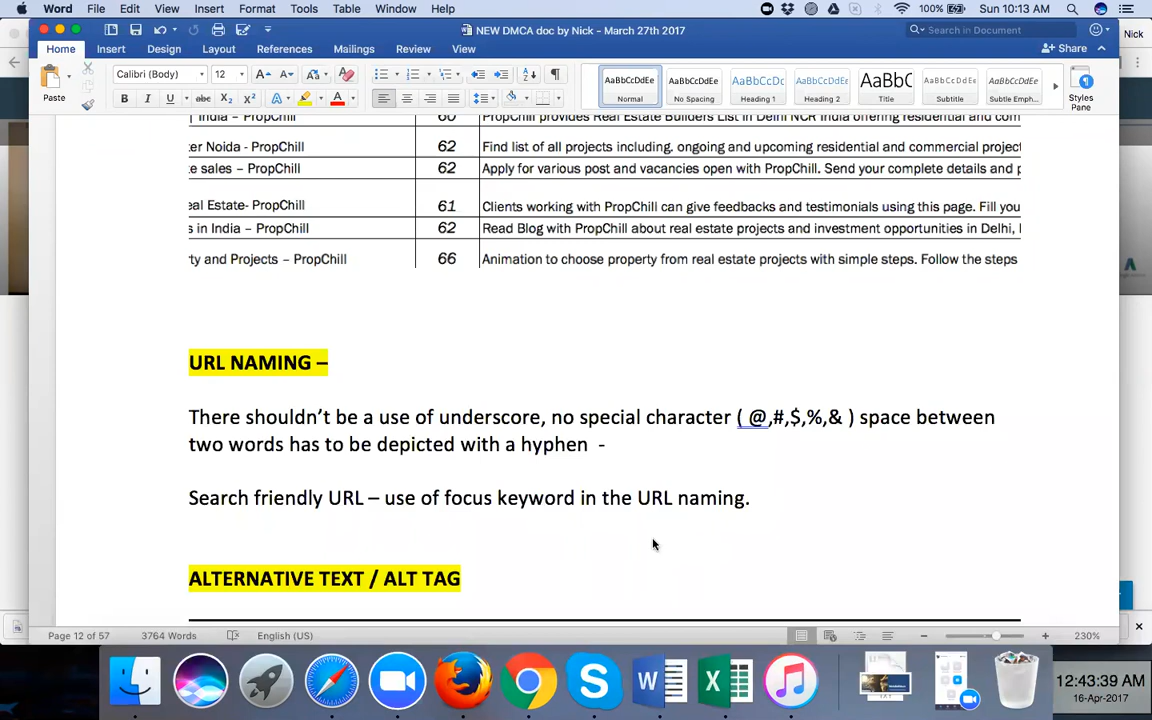 Word File Edit View Insert Format Tools Table Window Help 100% Sun 10:13 AM
NEW DMCA doc by Nick - March 27th 2017 Search in Document Nick
Home Insert Design Layout References Mailings Review View Share
Paste Calibri (Body) 12 AaBbCcDdEe AaBbCcDdEe AaBbCcDdEe AaBbCcDdEe AaBbC AaBbCcDdEe AaBbCcDdEe
B I U abc X₂ X² A Normal No Spacing Heading 1 Heading 2 Title Subtitle Subtle Emph... Styles Pane
India – PropChill 60 PropChill provides Real Estate Builders List in Delhi NCR India offering residential and com
er Noida - PropChill 62 Find list of all projects including. ongoing and upcoming residential and commercial project
e sales – PropChill 62 Apply for various post and vacancies open with PropChill. Send your complete details and p
eal Estate- PropChill 61 Clients working with PropChill can give feedbacks and testimonials using this page. Fill you
s in India – PropChill 62 Read Blog with PropChill about real estate projects and investment opportunities in Delhi,
ty and Projects – PropChill 66 Animation to choose property from real estate projects with simple steps. Follow the steps
URL NAMING –
There shouldn't be a use of underscore, no special character ( @,#,$,%,& ) space between
two words has to be depicted with a hyphen -
Search friendly URL – use of focus keyword in the URL naming.
ALTERNATIVE TEXT / ALT TAG
Page 12 of 57 3764 Words English (US) 230%
12:43:39 AM
16-Apr-2017